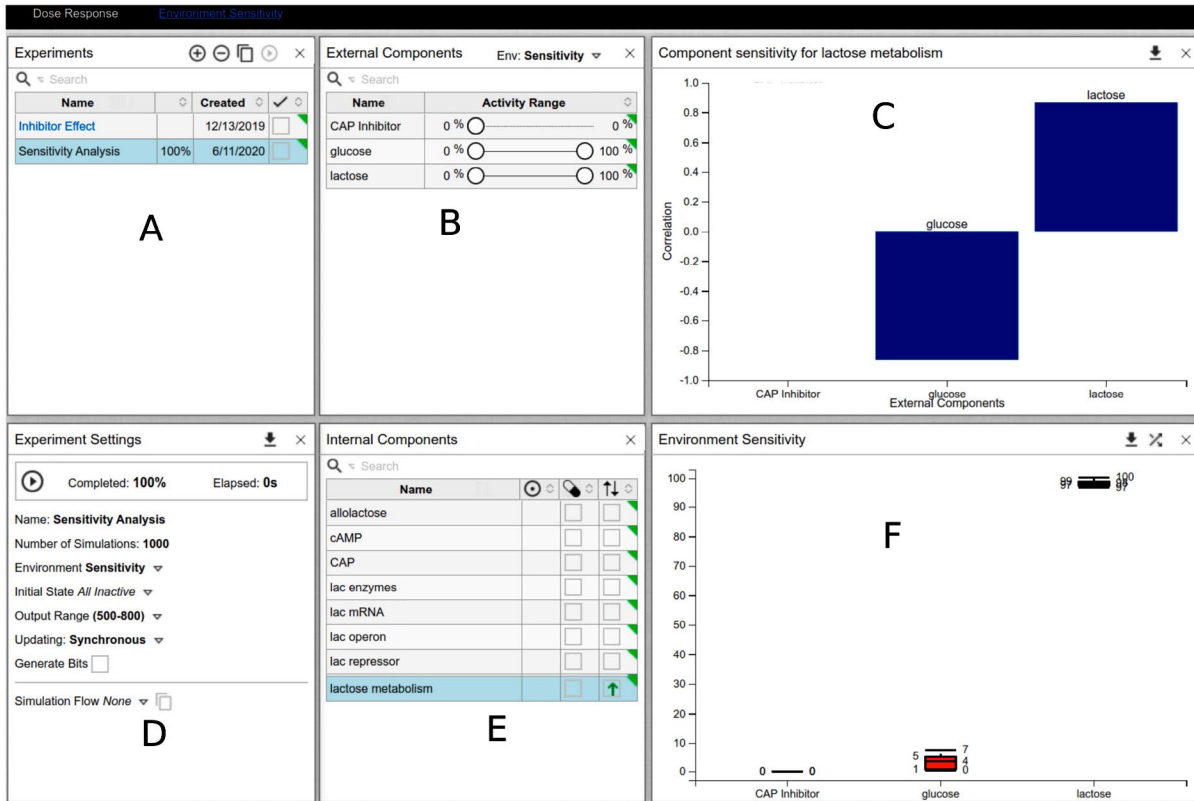 Dose Response Environment Sensitivity
Experiments
Search
Name Created
Inhibitor Effect 12/13/2019
Sensitivity Analysis 100% 6/11/2020
A
External Components Env: Sensitivity
Search
Name Activity Range
CAP Inhibitor 0 % 0 %
glucose 0 % 100 %
lactose 0 % 100 %
B
Component sensitivity for lactose metabolism
C
1.0
0.8
0.6
0.4
0.2
0.0
-0.2
-0.4
-0.6
-0.8
-1.0
Correlation
lactose
glucose
CAP Inhibitor glucose lactose
External Components
Experiment Settings
Completed: 100% Elapsed: 0s
Name: Sensitivity Analysis
Number of Simulations: 1000
Environment Sensitivity
Initial State All Inactive
Output Range (500-800)
Updating: Synchronous
Generate Bits
Simulation Flow None
D
Internal Components
Search
Name
allolactose
cAMP
CAP
lac enzymes
lac mRNA
lac operon
lac repressor
lactose metabolism
E
Environment Sensitivity
F
100
90
80
70
60
50
40
30
20
10
0
0 0
5 7
4
1 0
99 100
97 97
CAP Inhibitor glucose lactose